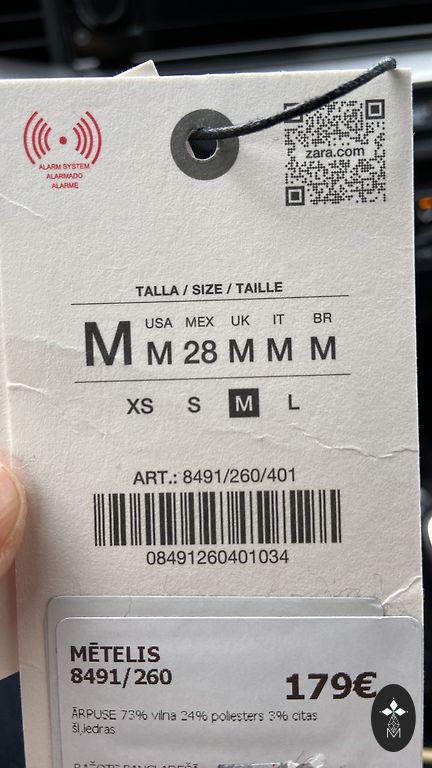 zara.com
ALARM SYSTEM
ALARMADO
ALARME
TALLA / SIZE / TAILLE
USA MEX UK IT BR
M M 28 M M M
XS S M L
ART.: 8491/260/401
08491260401034
MĒTELIS
8491/260
179€
ĀRPUSE 73% vilna 24% poliesters 3% citas
šķiedras
M